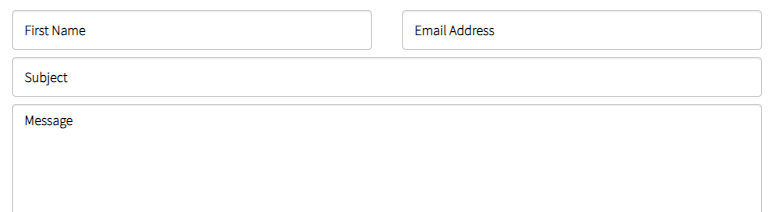 First Name
Email Address
Subject
Message